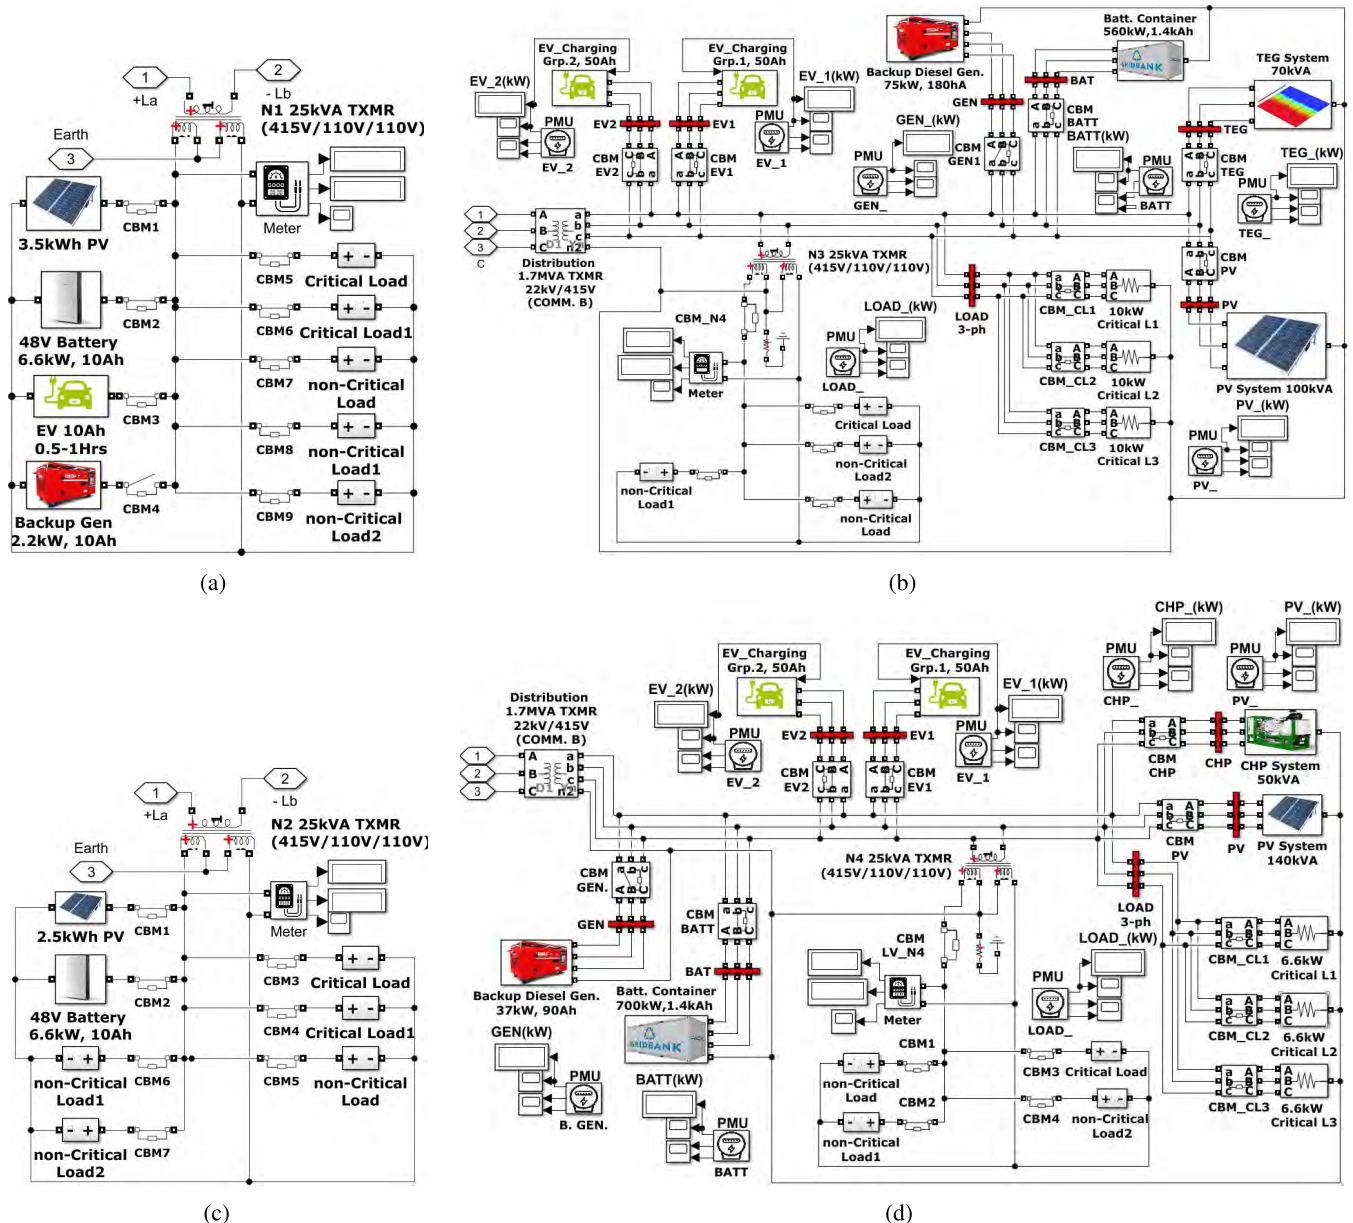 1
2
+La
- Lb
N1 25kVA TXMR
(415V/110V/110V)
Earth
3
Meter
3.5kWh PV
CBM1
CBM5
Critical Load
CBM2
48V Battery
6.6kW, 10Ah
CBM6
Critical Load1
CBM7
non-Critical
Load
CBM3
EV 10Ah
0.5-1Hrs
CBM8
non-Critical
Load1
CBM4
Backup Gen
2.2kW, 10Ah
CBM9
non-Critical
Load2
(a)
EV_Charging
Grp.2, 50Ah
EV_2(kW)
PMU
EV_2
EV2
CBM
EV2
C B A
c b a
EV_Charging
Grp.1, 50Ah
EV_1(kW)
PMU
EV_1
EV1
CBM
EV1
A B C
a b c
Backup Diesel Gen.
75kW, 180hA
GEN
CBM
GEN1
GEN_(kW)
PMU
GEN_
Batt. Container
560kW,1.4kAh
GRIDBANK
BAT
CBM
BATT
BATT(kW)
PMU
BATT
TEG System
70kVA
TEG
CBM
TEG
TEG_(kW)
PMU
TEG_
1
2
3
C
A
B
C
a
b
c
n2
Distribution
1.7MVA TXMR
22kV/415V
(COMM. B)
N3 25kVA TXMR
(415V/110V/110V)
CBM
PV
PV
PV System 100kVA
PV_(kW)
PMU
PV_
CBM_N4
Meter
LOAD_(kW)
PMU
LOAD_
LOAD
3-ph
CBM_CL1
10kW
Critical L1
CBM_CL2
10kW
Critical L2
CBM_CL3
10kW
Critical L3
Critical Load
non-Critical
Load2
non-Critical
Load1
non-Critical
Load
(b)
1
2
+La
- Lb
N2 25kVA TXMR
(415V/110V/110V)
Earth
3
Meter
2.5kWh PV
CBM1
CBM3
Critical Load
CBM2
48V Battery
6.6kW, 10Ah
CBM4
Critical Load1
non-Critical
Load1
CBM6
CBM5
non-Critical
Load
non-Critical
Load2
CBM7
(c)
Distribution
1.7MVA TXMR
22kV/415V
(COMM. B)
1
2
3
A
B
C
a
b
c
n2
EV_Charging
Grp.2, 50Ah
EV_2(kW)
PMU
EV_2
EV2
CBM
EV2
C B A
c b a
EV_Charging
Grp.1, 50Ah
EV_1(kW)
PMU
EV_1
EV1
CBM
EV1
A B C
a b c
CHP_(kW)
PMU
CHP_
PV_(kW)
PMU
PV_
CBM
CHP
CHP
CHP System
50kVA
CBM
PV
PV
PV System
140kVA
CBM
GEN.
GEN
Backup Diesel Gen.
37kW, 90Ah
GEN(kW)
PMU
B. GEN.
CBM
BATT
BAT
Batt. Container
700kW,1.4kAh
GRIDBANK
BATT(kW)
PMU
BATT
N4 25kVA TXMR
(415V/110V/110V)
CBM
LV_N4
Meter
LOAD_(kW)
PMU
LOAD_
LOAD
3-ph
CBM_CL1
6.6kW
Critical L1
CBM_CL2
6.6kW
Critical L2
CBM_CL3
6.6kW
Critical L3
CBM1
non-Critical
Load
CBM2
non-Critical
Load1
CBM3
Critical Load
CBM4
non-Critical
Load2
(d)